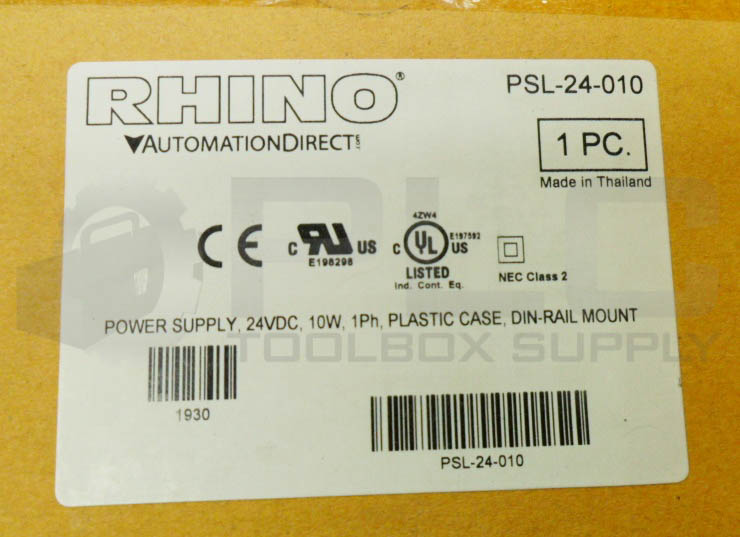 RHINO®
PSL-24-010
AUTOMATIONDIRECT
1 PC.
Made in Thailand
CE
C RU US
E198298
4ZW4
C UL US
E197592
LISTED
Ind. Cont. Eq.
NEC Class 2
POWER SUPPLY, 24VDC, 10W, 1Ph, PLASTIC CASE, DIN-RAIL MOUNT
1930
PSL-24-010
PLC
TOOLBOX SUPPLY